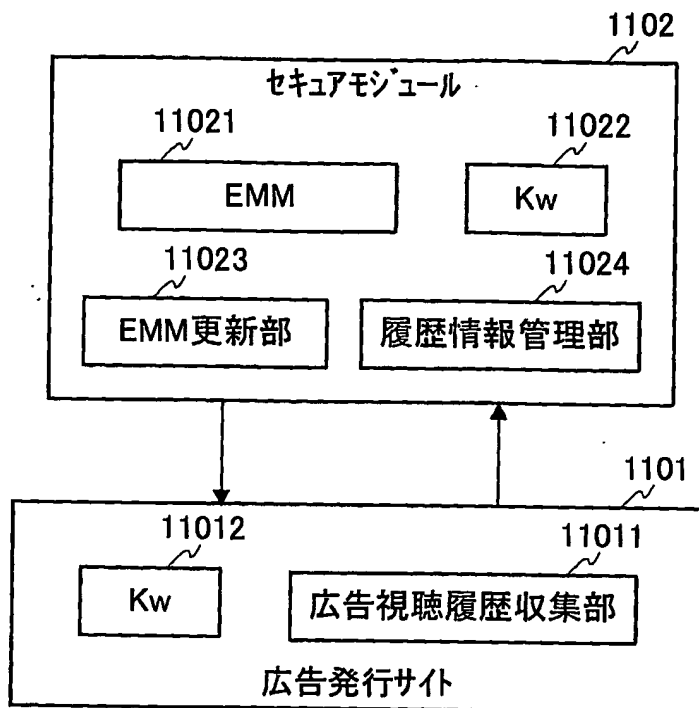 1102
セキュアモジュール
11021
11022
EMM
Kw
11023
11024
EMM更新部
履歴情報管理部
1101
11012
11011
Kw
広告視聴履歴収集部
広告発行サイト